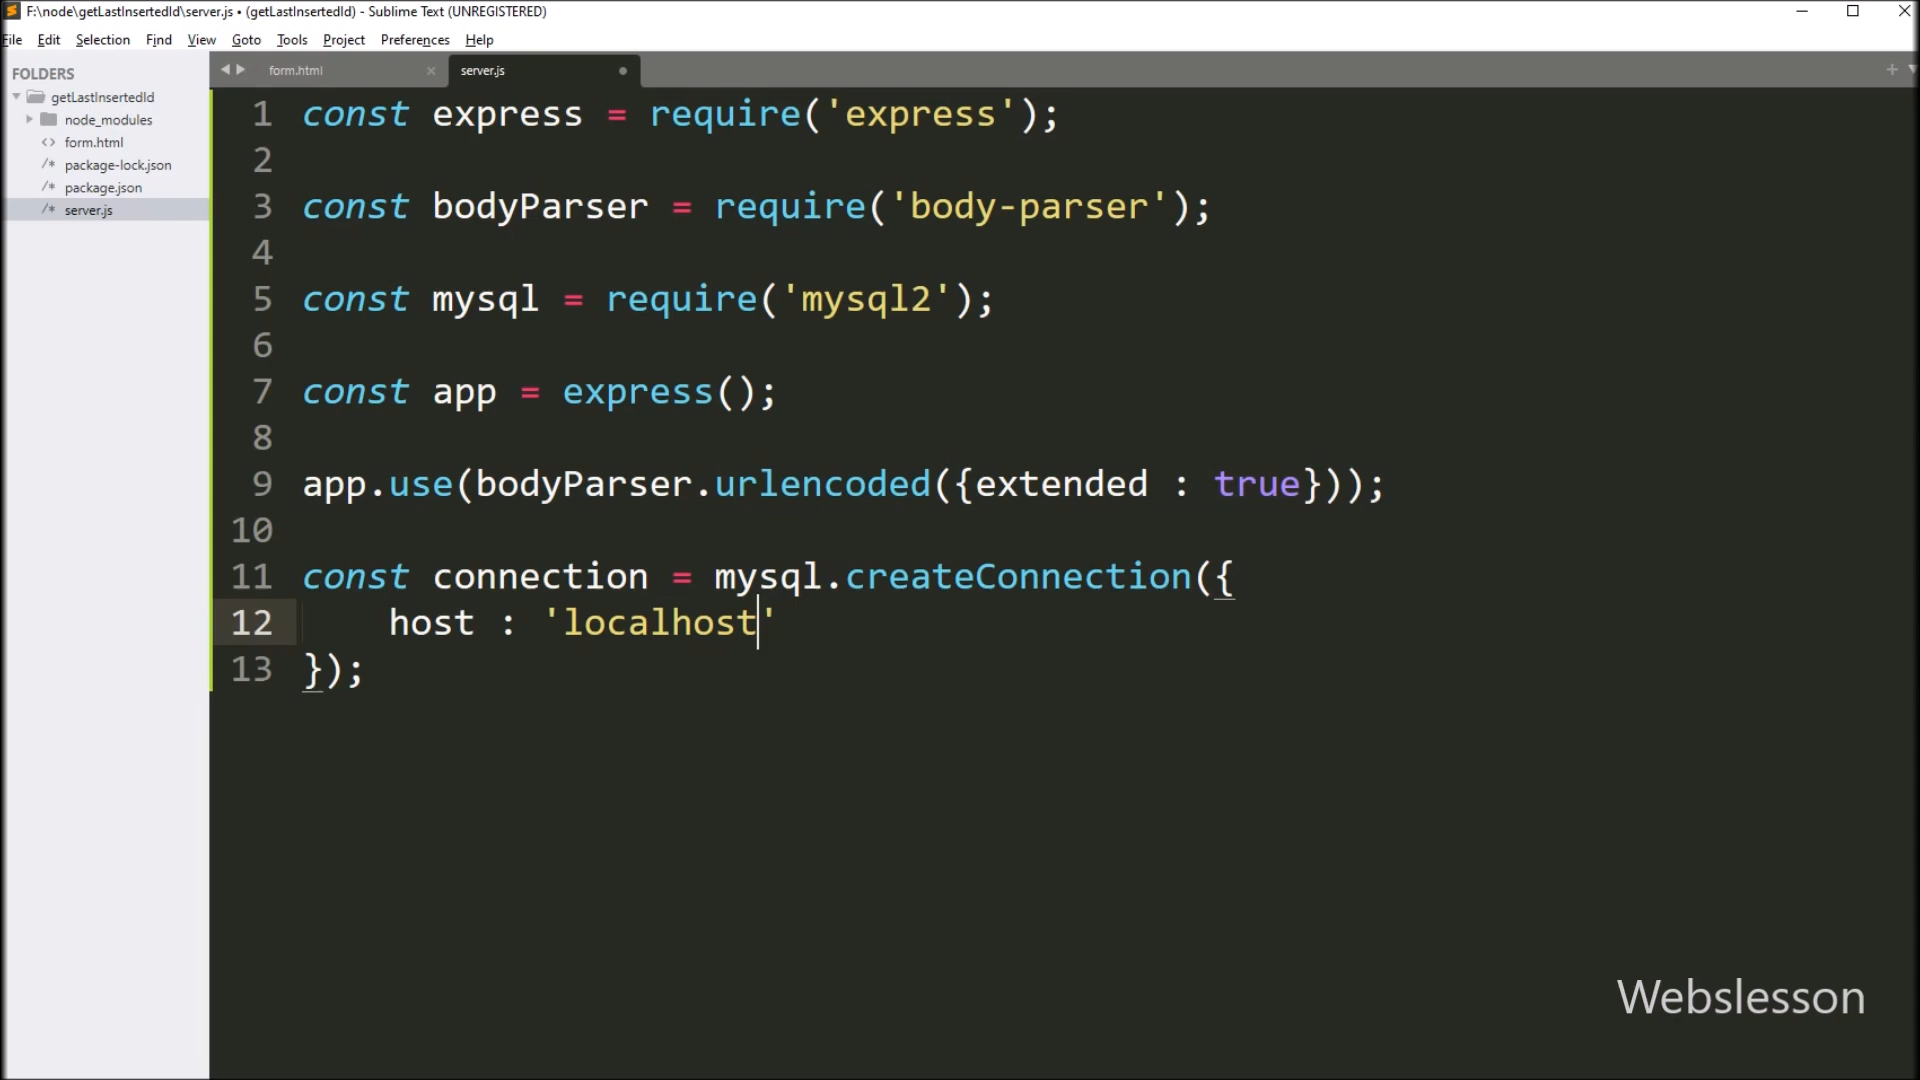 F:\node\getLastInsertedId\server.js • (getLastInsertedId) - Sublime Text (UNREGISTERED)
File Edit Selection Find View Goto Tools Project Preferences Help
FOLDERS
getLastInsertedId
node_modules
form.html
package-lock.json
package.json
server.js
form.html
server.js
1 const express = require('express');
2
3 const bodyParser = require('body-parser');
4
5 const mysql = require('mysql2');
6
7 const app = express();
8
9 app.use(bodyParser.urlencoded({extended : true}));
10
11 const connection = mysql.createConnection({
12 host : 'localhost'
13 });
Webslesson